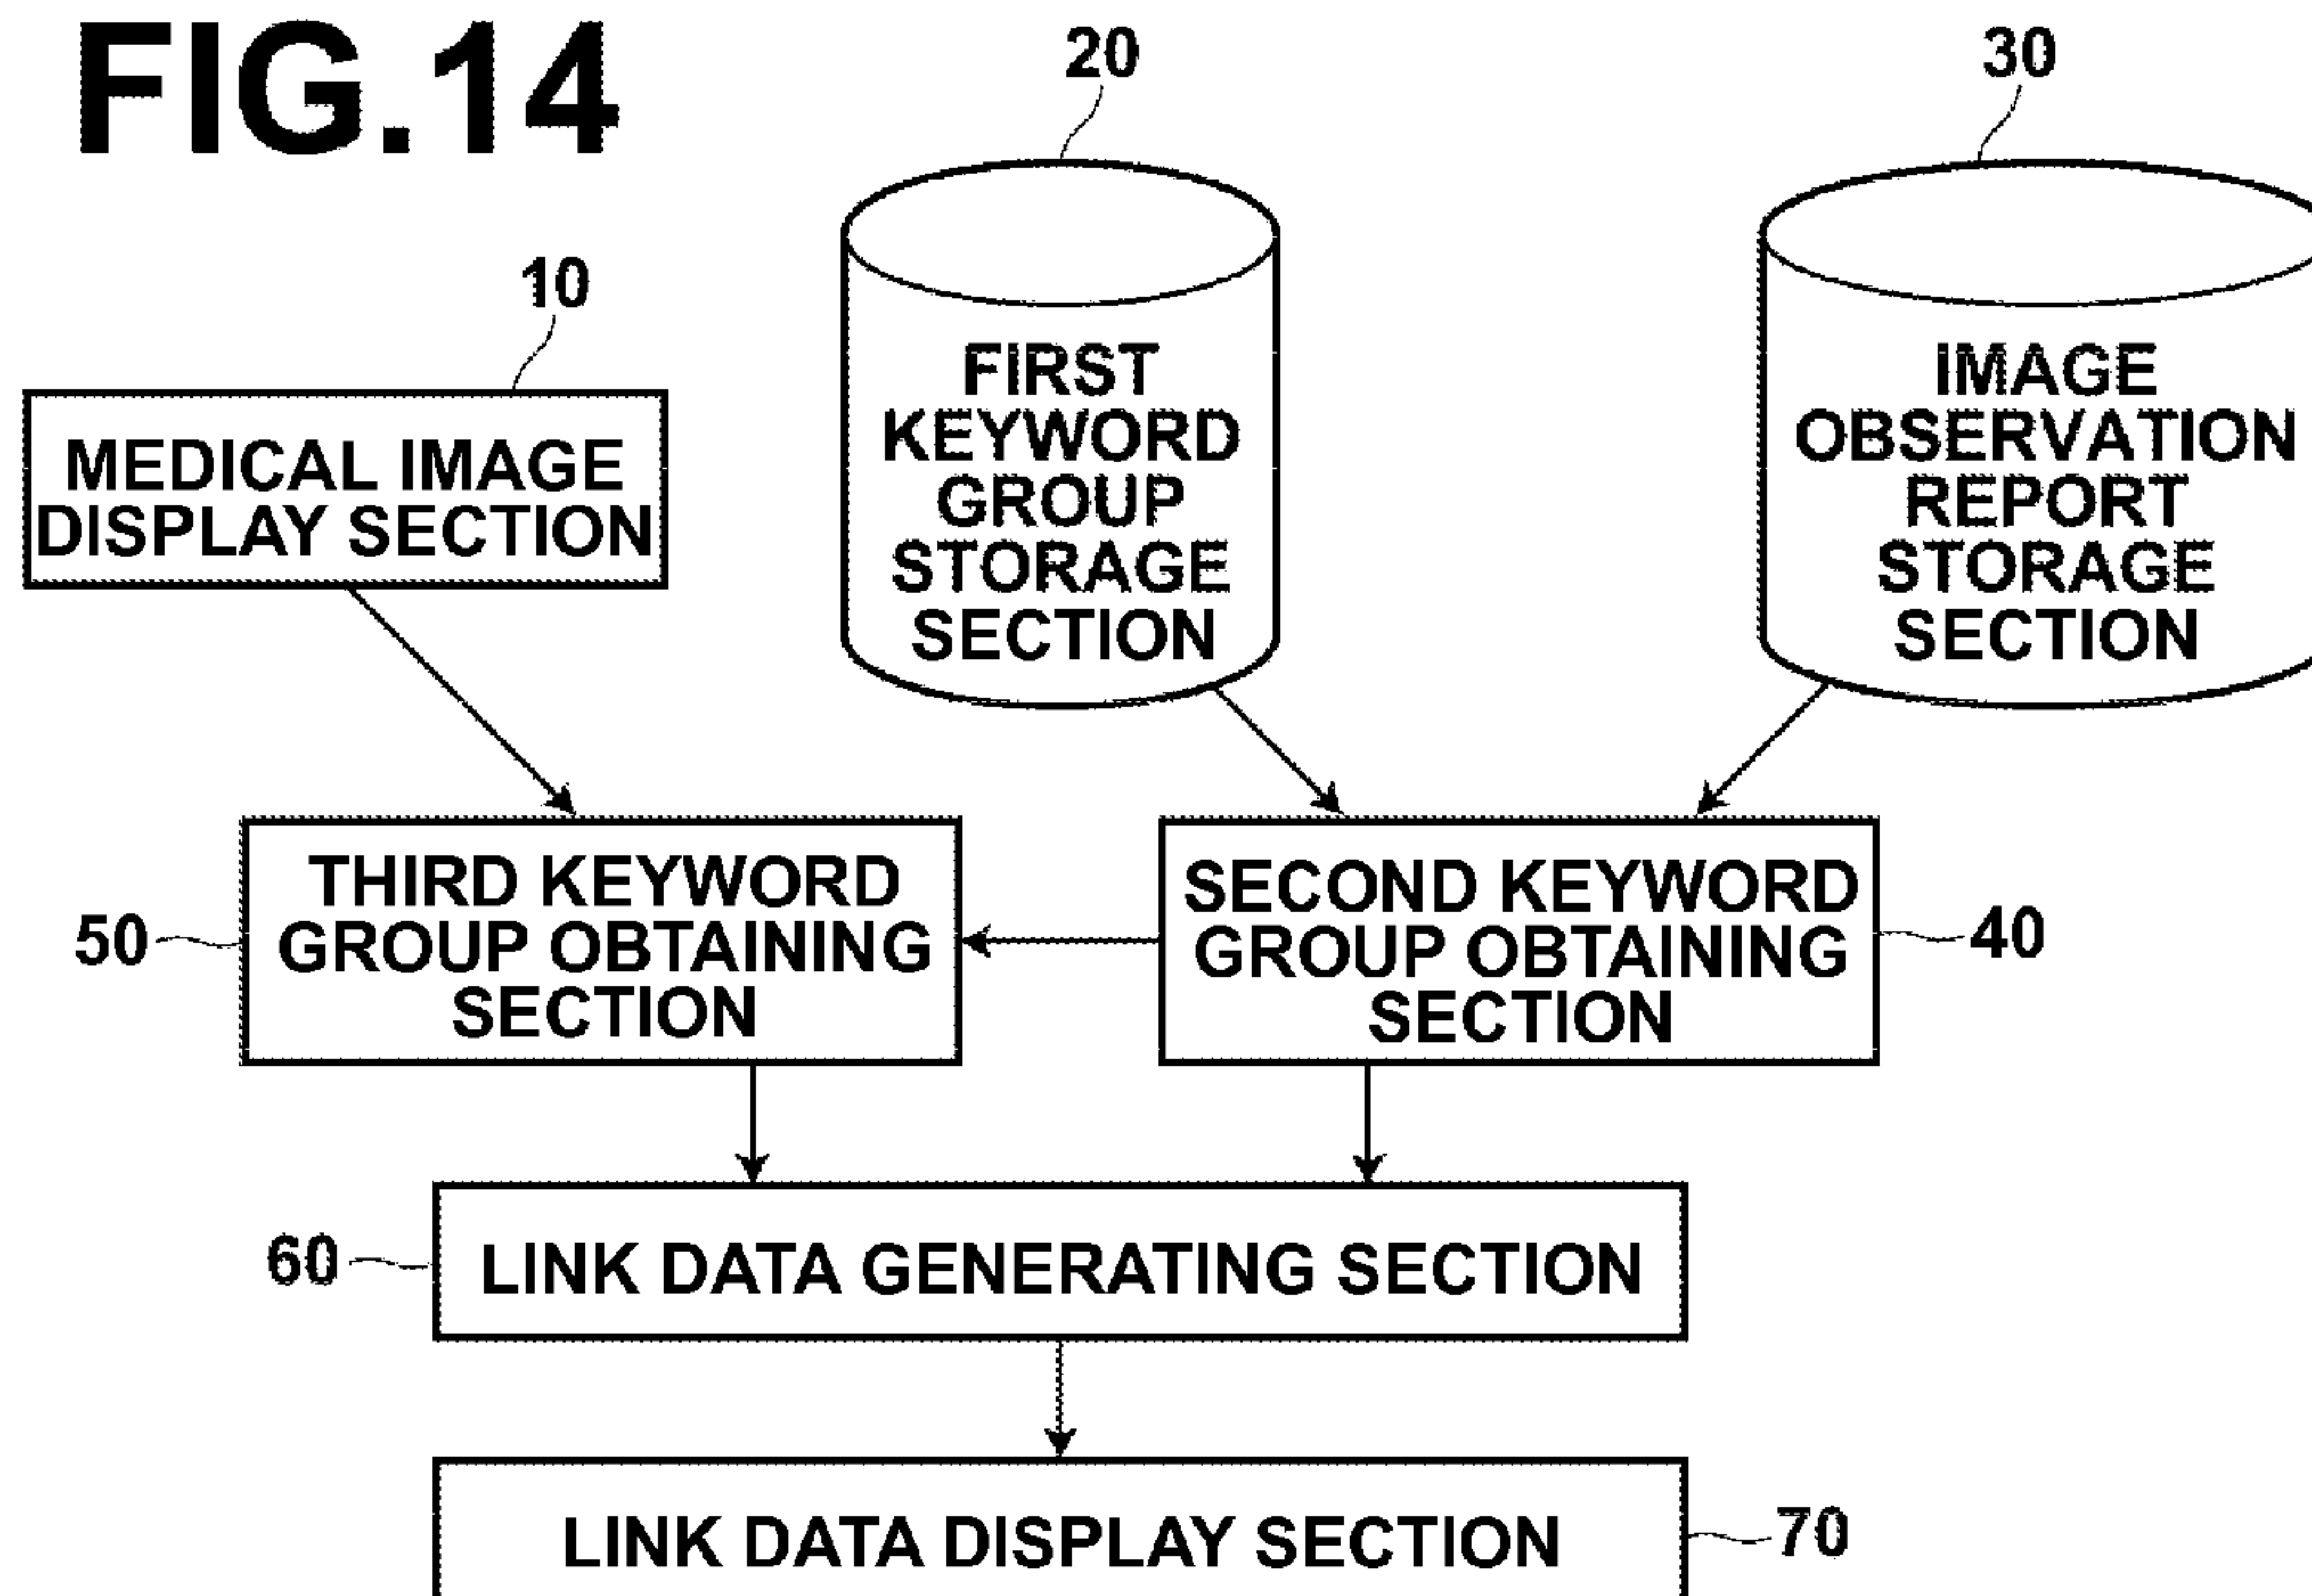 FIG.14
20
30
10
MEDICAL IMAGE
DISPLAY SECTION
FIRST
KEYWORD
GROUP
STORAGE
SECTION
IMAGE
OBSERVATION
REPORT
STORAGE
SECTION
50
THIRD KEYWORD
GROUP OBTAINING
SECTION
SECOND KEYWORD
GROUP OBTAINING
SECTION
40
60
LINK DATA GENERATING SECTION
LINK DATA DISPLAY SECTION
70